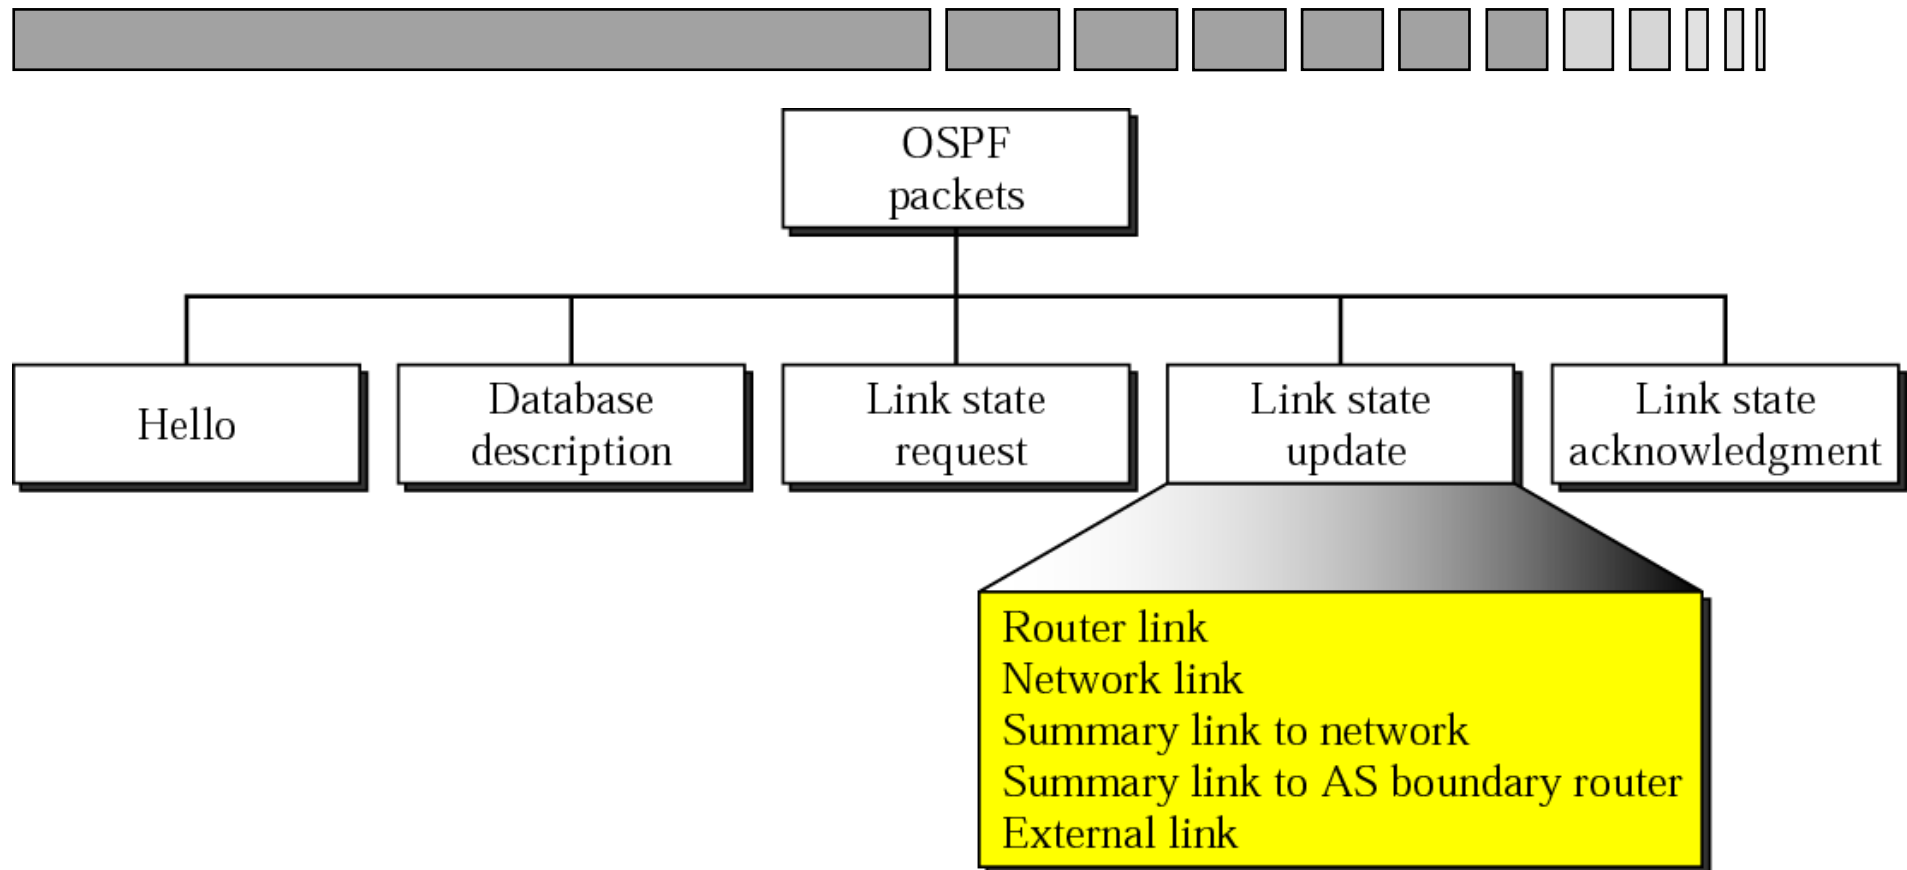 OSPF
packets
Hello
Database
description
Link state
request
Link state
update
Link state
acknowledgment
Router link
Network link
Summary link to network
Summary link to AS boundary router
External link